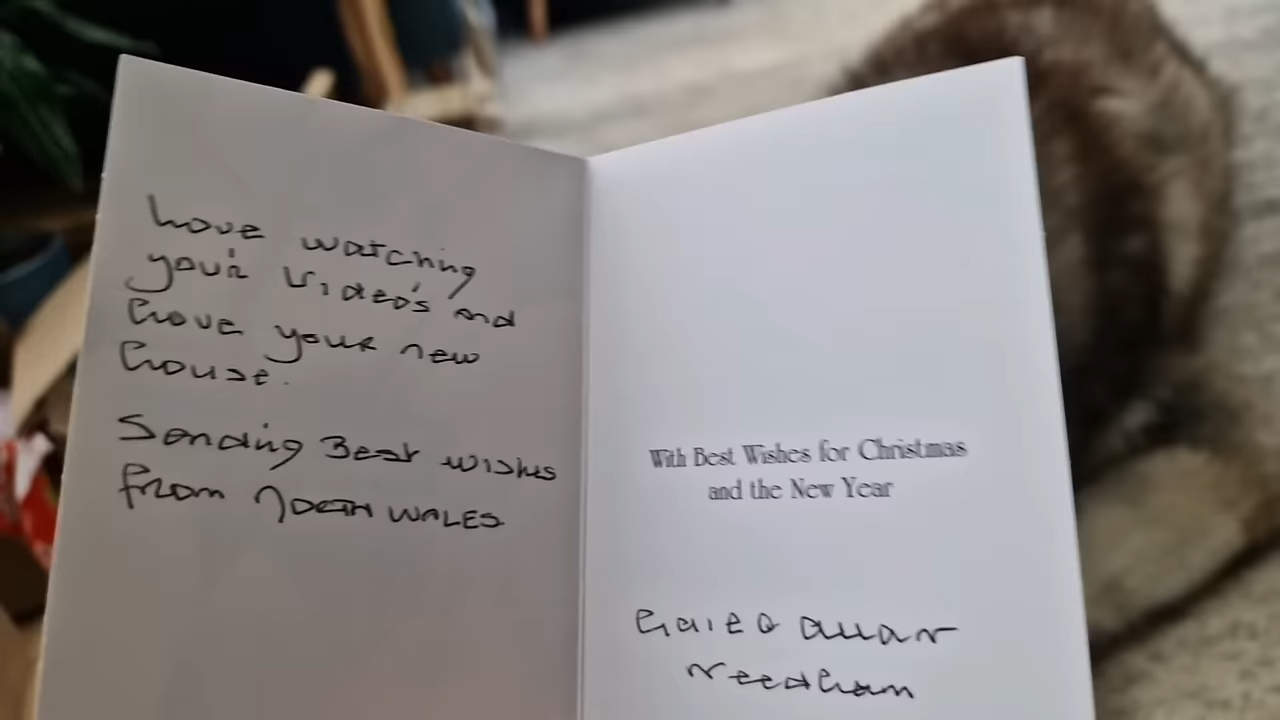 Love watching
your Video's and
Love your new
house.
Sending Best wishes
from North WALES
With Best Wishes for Christmas
and the New Year
Allan
Needham